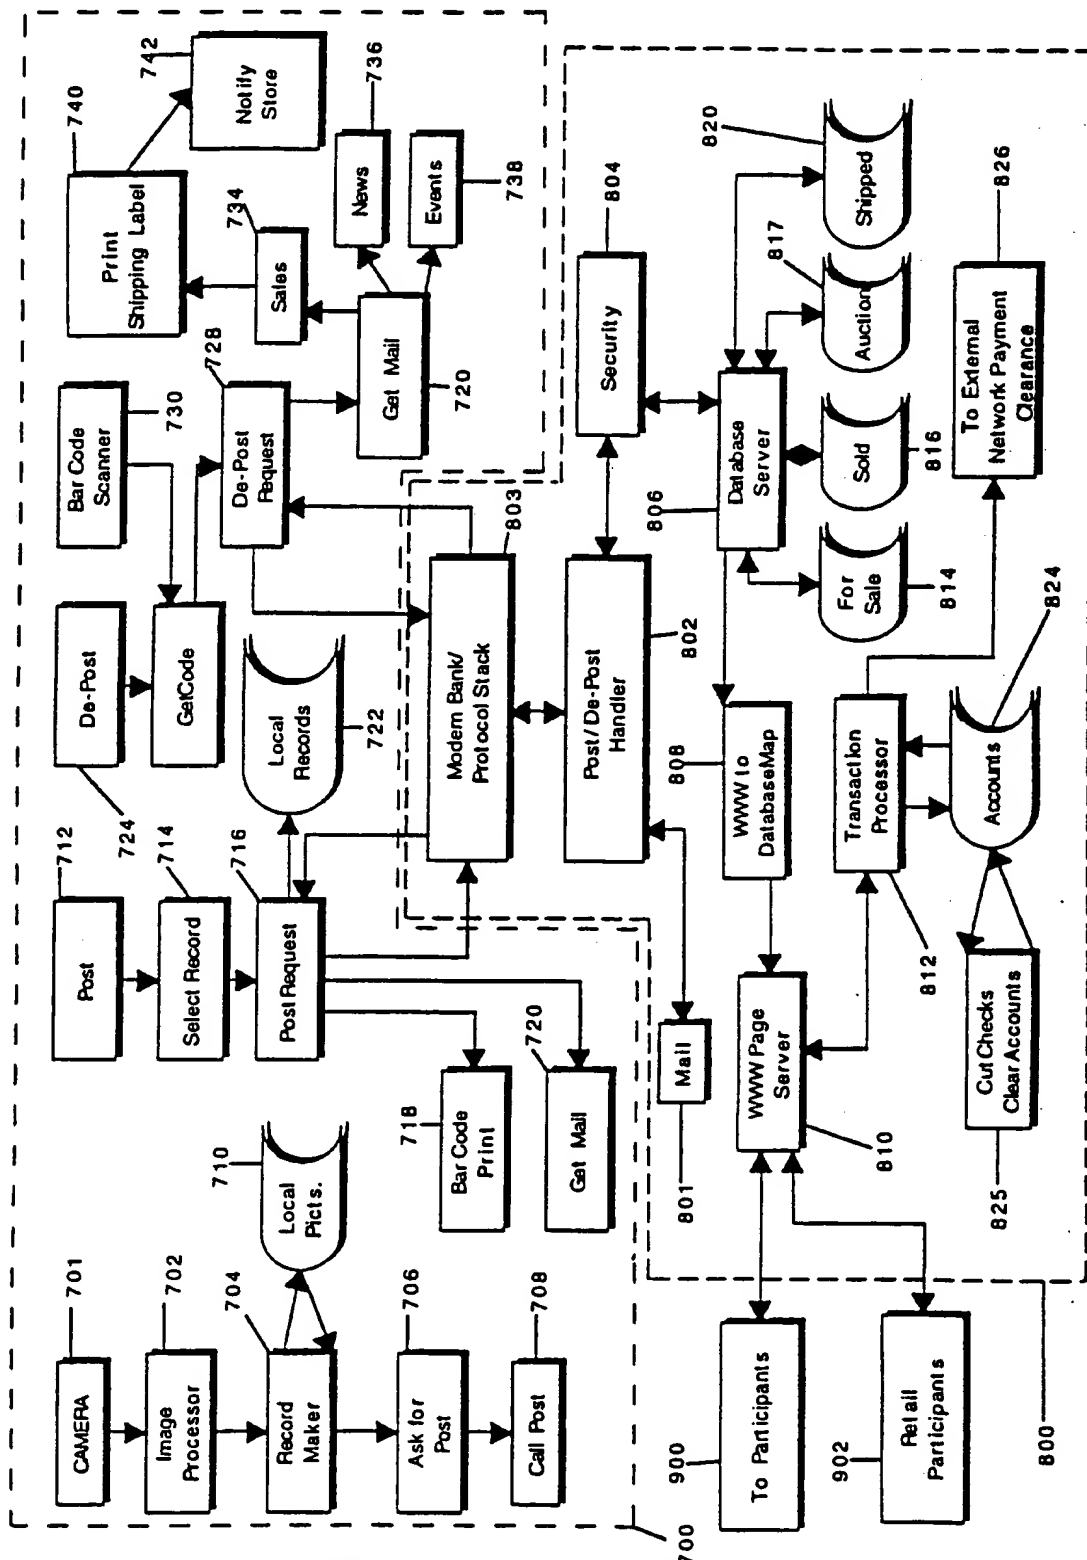 701
CAMERA
702
Image
Processor
704
Record
Maker
706
Ask for
Post
708
Call Post
710
Local
Picts.
712
Post
714
Select Record
716
Post Request
718
Bar Code
Print
720
Get Mail
722
Local
Records
724
De-Post
GetCode
730
Bar Code
Scanner
728
De-Post
Request
720
Get Mail
734
Sales
736
News
738
Events
740
Print
Shipping Label
742
Notify
Store
700
803
Modem Bank/
Protocol Stack
802
Post/De-Post
Handler
804
Security
801
Mail
806
Database
Server
808
WWW to
DatabaseMap
810
WWW Page
Server
812
Transaction
Processor
814
For
Sale
816
Sold
817
Auction
820
Shipped
824
Accounts
825
Cut Checks
Clear Accounts
826
To External
Network Payment
Clearance
900
To Participants
902
Retail
Participants
800